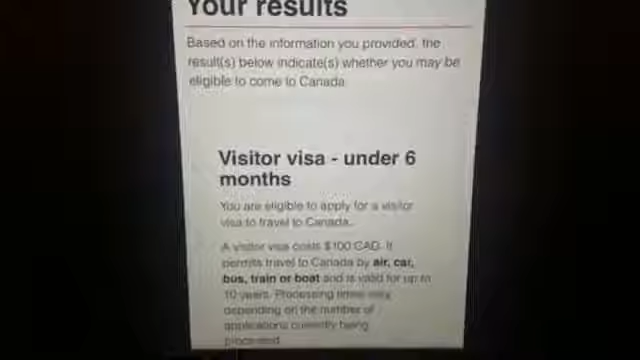 Your results
Based on the information you provided, the
result(s) below indicate(s) whether you may be
eligible to come to Canada.
Visitor visa - under 6
months
You are eligible to apply for a visitor
visa to travel to Canada.
A visitor visa costs $100 CAD. It
permits travel to Canada by air, car,
bus, train or boat and is valid for up to
10 years. Processing times vary
depending on the number of
applications currently being
processed.